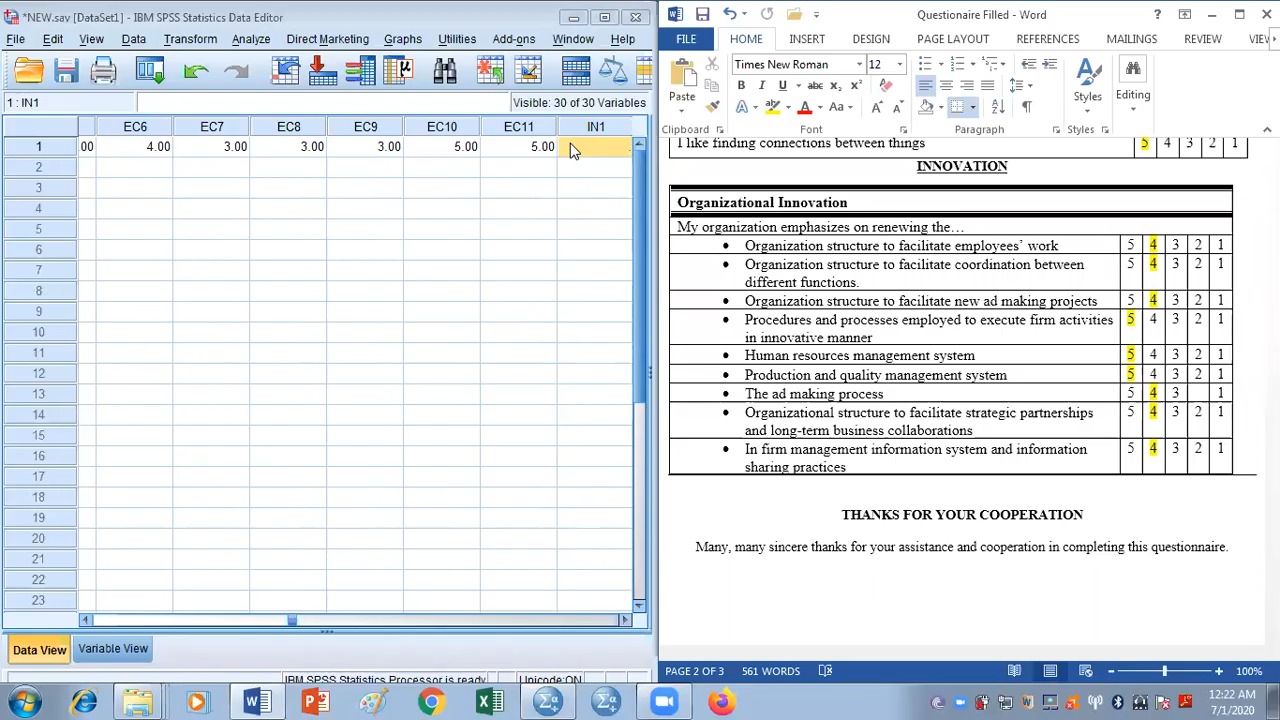 *NEW.sav [DataSet1] - IBM SPSS Statistics Data Editor
File Edit View Data Transform Analyze Direct Marketing Graphs Utilities Add-ons Window Help
1 : IN1
Visible: 30 of 30 Variables
EC6 EC7 EC8 EC9 EC10 EC11 IN1
1 00 4.00 3.00 3.00 3.00 5.00 5.00 .
2
3
4
5
6
7
8
9
10
11
12
13
14
15
16
17
18
19
20
21
22
23
Data View Variable View
IBM SPSS Statistics Processor is ready Unicode:ON
Questionaire Filled - Word
FILE HOME INSERT DESIGN PAGE LAYOUT REFERENCES MAILINGS REVIEW VIE
Times New Roman 12
Paste
B I U abc X₂ X²
A A Aa A A
Styles
Editing
Clipboard Font Paragraph Styles
I like finding connections between things 5 4 3 2 1
INNOVATION
Organizational Innovation
My organization emphasizes on renewing the…
• Organization structure to facilitate employees’ work 5 4 3 2 1
• Organization structure to facilitate coordination between 5 4 3 2 1
different functions.
• Organization structure to facilitate new ad making projects 5 4 3 2 1
• Procedures and processes employed to execute firm activities 5 4 3 2 1
in innovative manner
• Human resources management system 5 4 3 2 1
• Production and quality management system 5 4 3 2 1
• The ad making process 5 4 3 1
• Organizational structure to facilitate strategic partnerships 5 4 3 2 1
and long-term business collaborations
• In firm management information system and information 5 4 3 2 1
sharing practices
THANKS FOR YOUR COOPERATION
Many, many sincere thanks for your assistance and cooperation in completing this questionnaire.
PAGE 2 OF 3 561 WORDS 100%
12:22 AM
7/1/2020